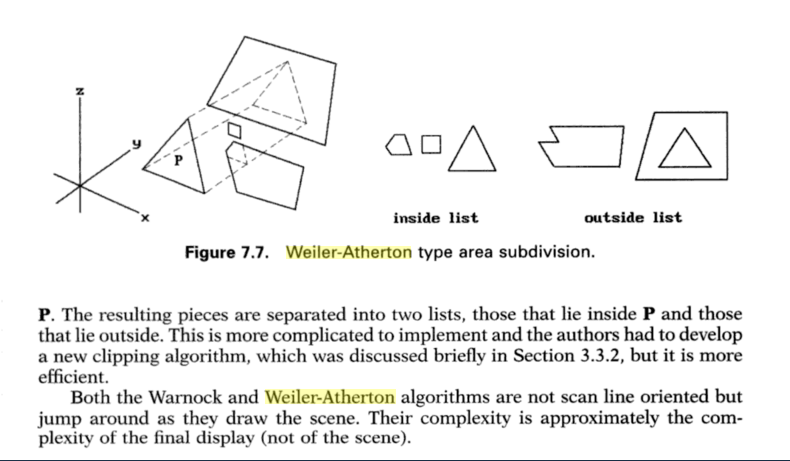 z
y
P
x
inside list
outside list
Figure 7.7. Weiler-Atherton type area subdivision.
P. The resulting pieces are separated into two lists, those that lie inside P and those
that lie outside. This is more complicated to implement and the authors had to develop
a new clipping algorithm, which was discussed briefly in Section 3.3.2, but it is more
efficient.
Both the Warnock and Weiler-Atherton algorithms are not scan line oriented but
jump around as they draw the scene. Their complexity is approximately the com-
plexity of the final display (not of the scene).